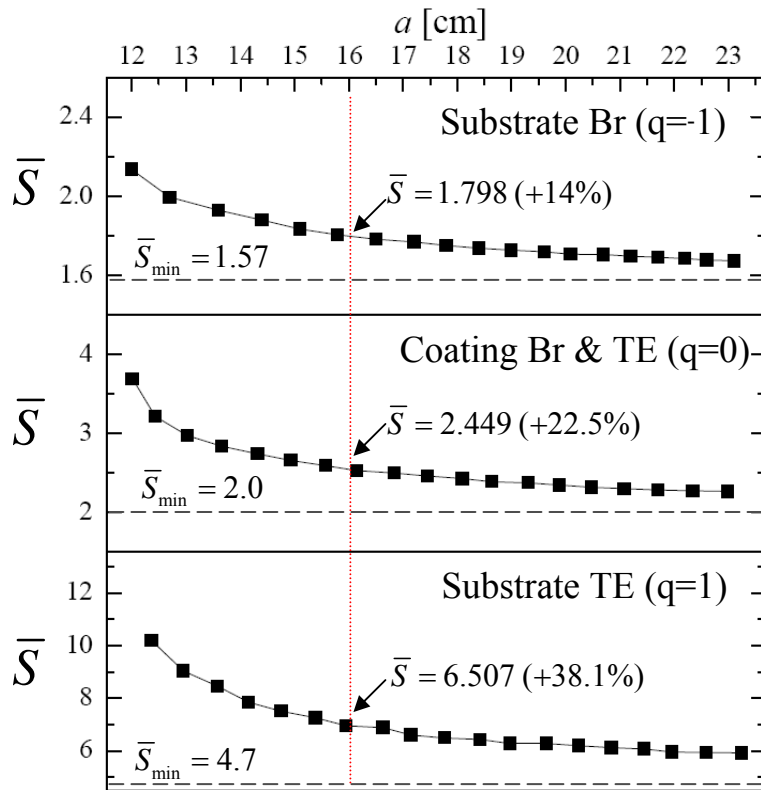 a [cm]
12 13 14 15 16 17 18 19 20 21 22 23
Substrate Br (q=-1)
2.4
S̅
2.0
S̅ = 1.798 (+14%)
S̅min = 1.57
1.6
Coating Br & TE (q=0)
4
S̅
3
S̅ = 2.449 (+22.5%)
S̅min = 2.0
2
Substrate TE (q=1)
12
S̅
10
8
S̅ = 6.507 (+38.1%)
6
S̅min = 4.7